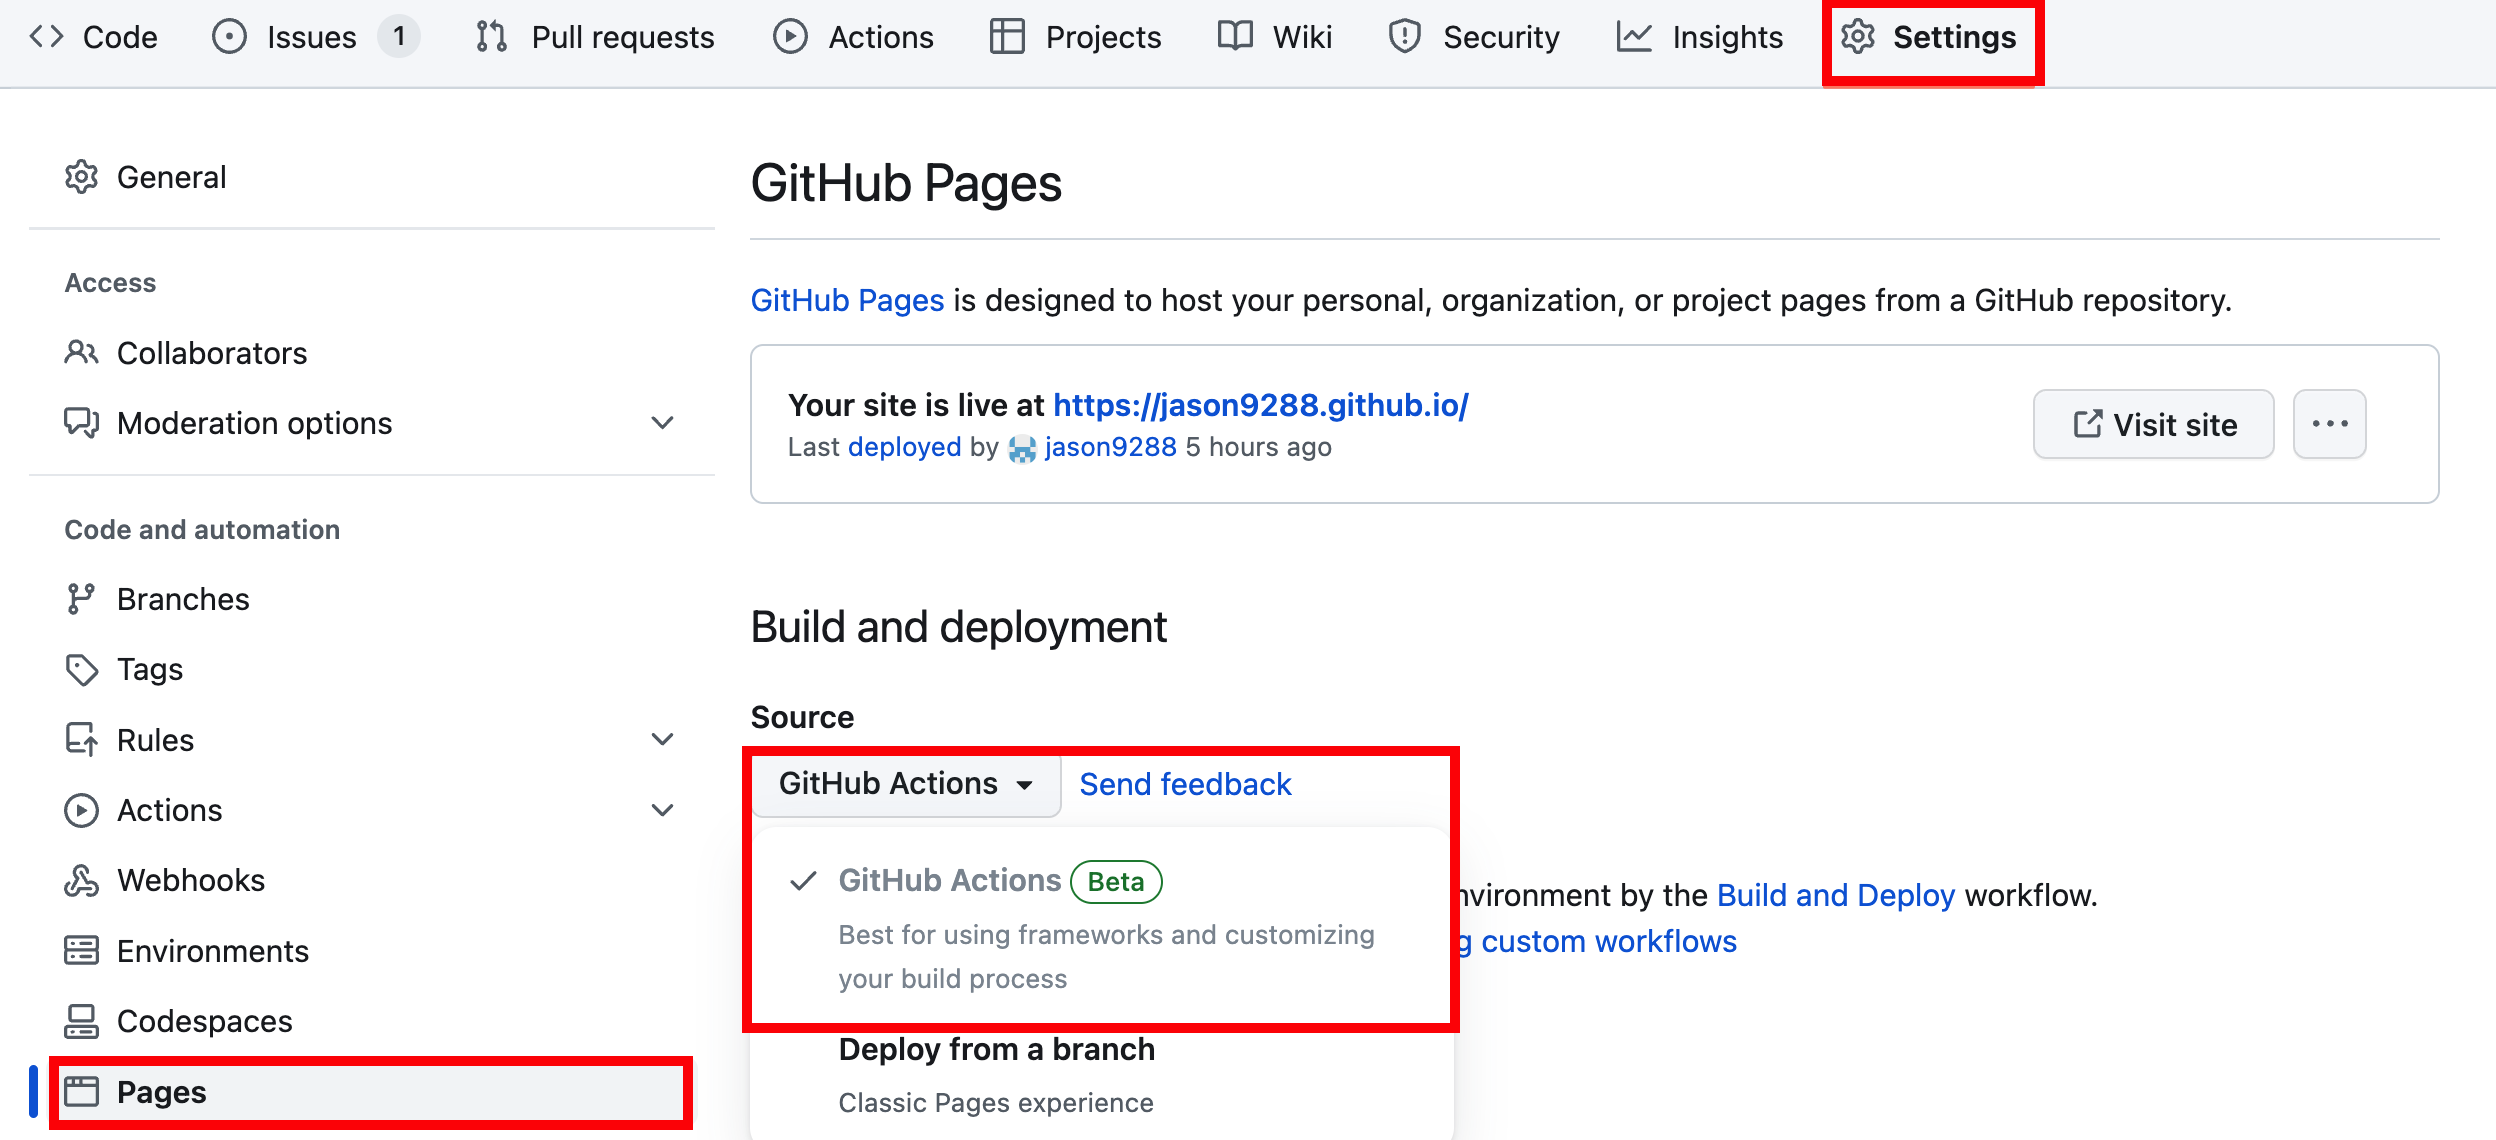 Code Issues 1 Pull requests Actions Projects Wiki Security Insights Settings
General
Access
Collaborators
Moderation options
Code and automation
Branches
Tags
Rules
Actions
Webhooks
Environments
Codespaces
Pages
GitHub Pages
GitHub Pages is designed to host your personal, organization, or project pages from a GitHub repository.
Your site is live at https://jason9288.github.io/
Last deployed by jason9288 5 hours ago
Visit site
Build and deployment
Source
GitHub Actions Send feedback
GitHub Actions Beta
Best for using frameworks and customizing
your build process
nvironment by the Build and Deploy workflow.
g custom workflows
Deploy from a branch
Classic Pages experience